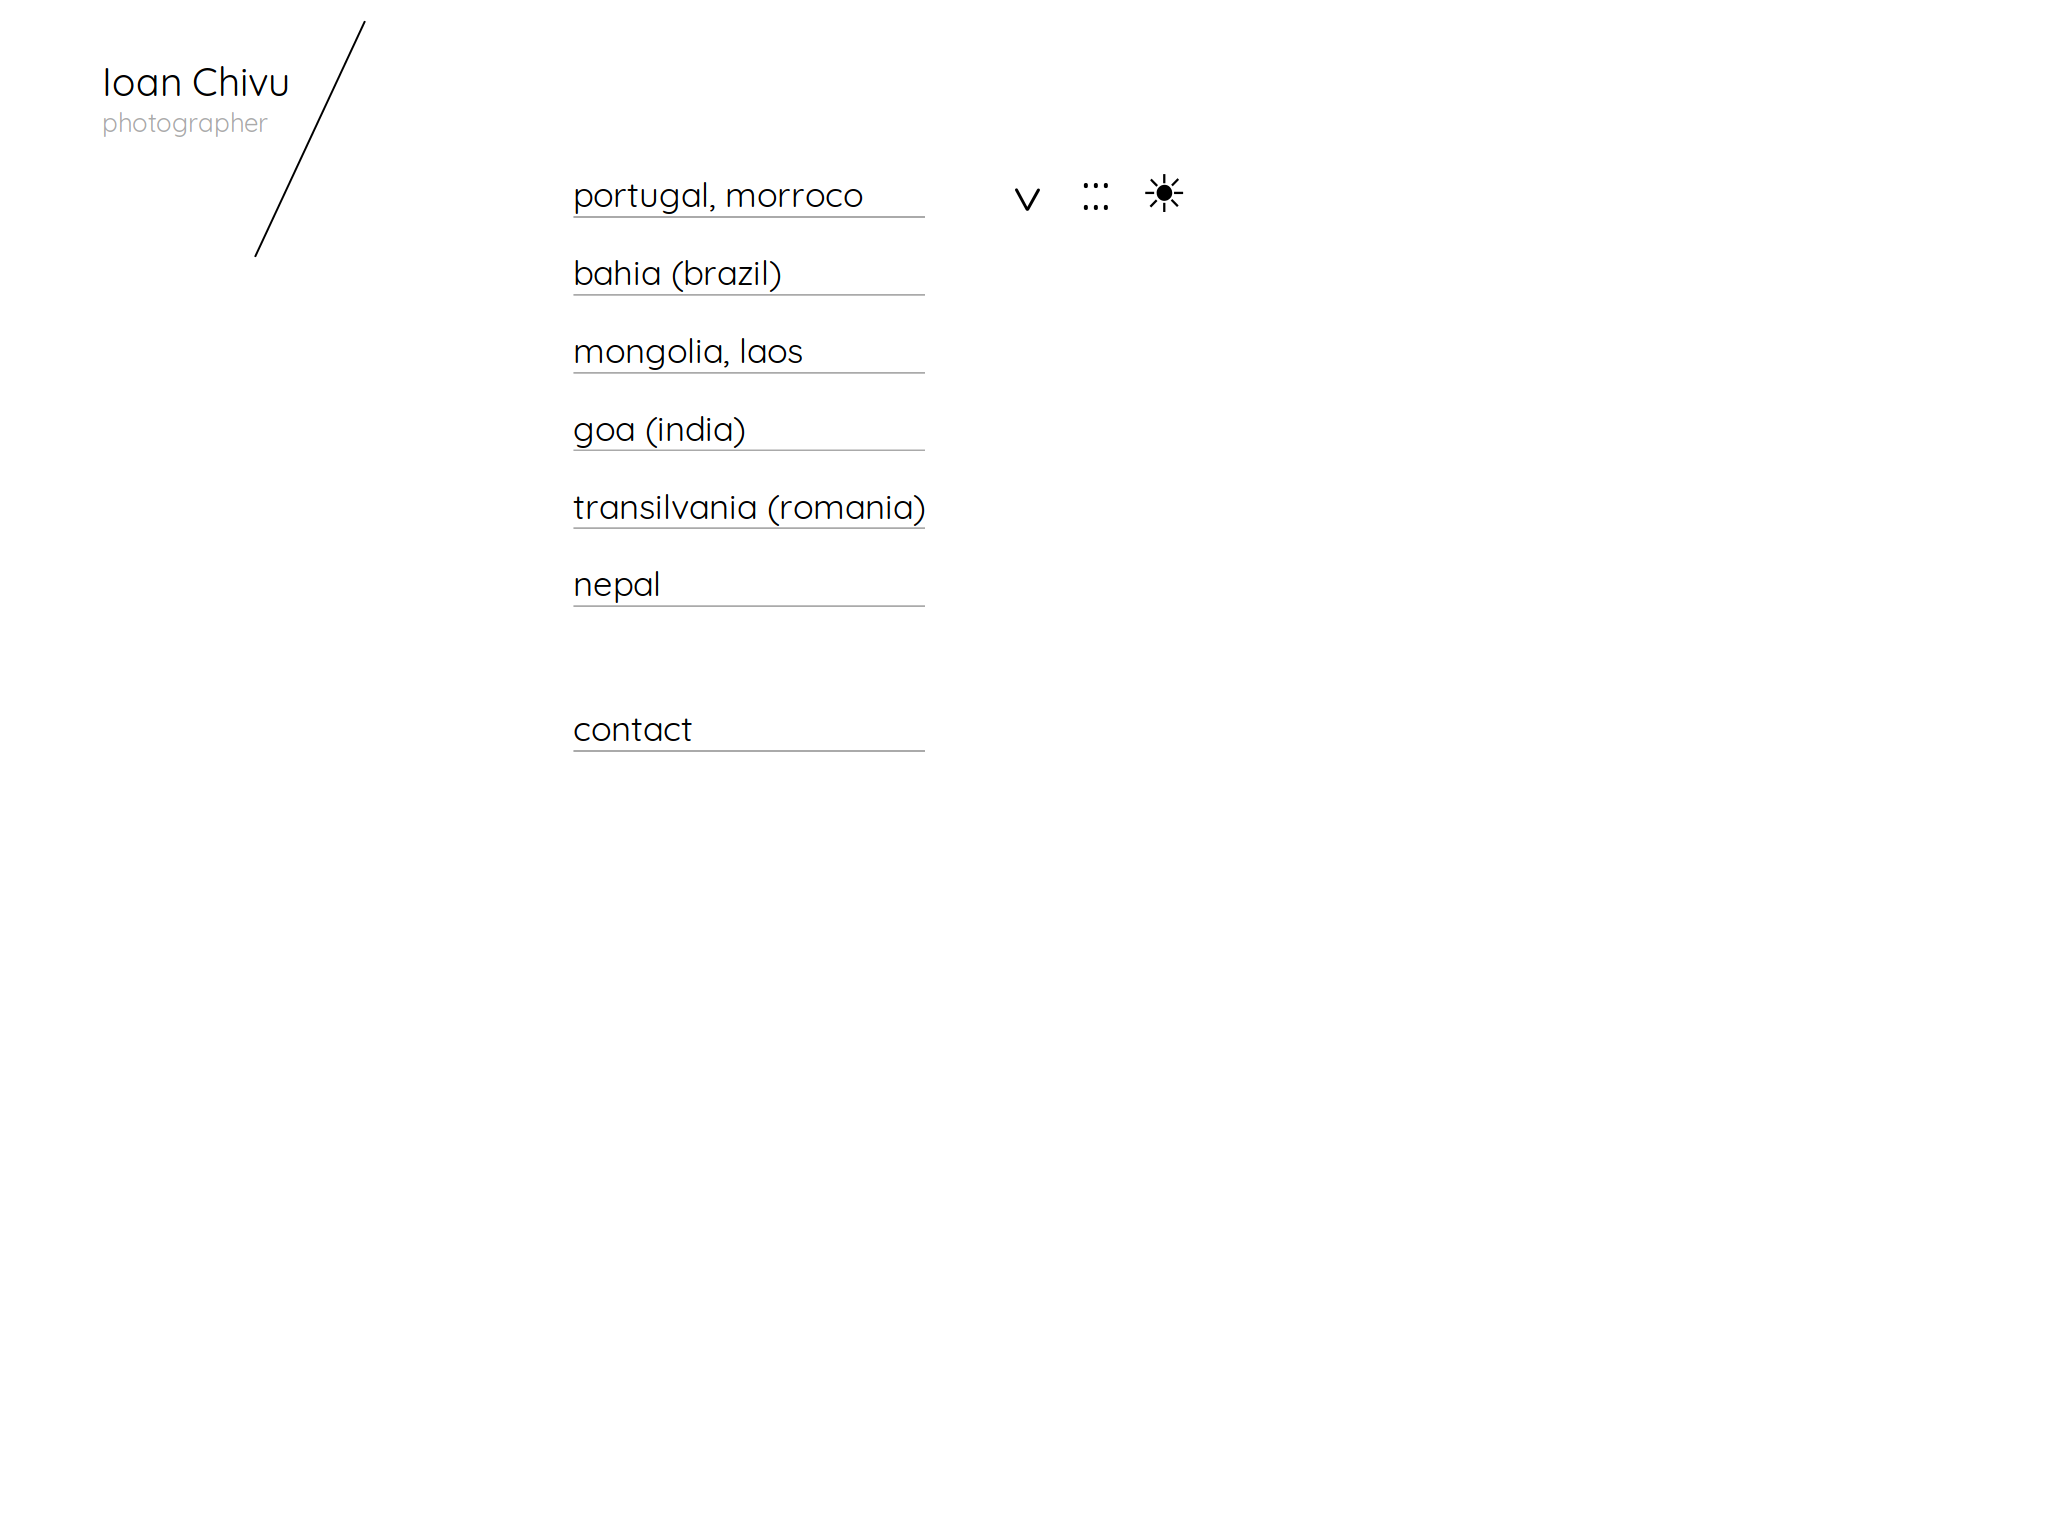 Ioan Chivu
photographer
portugal, morroco
bahia (brazil)
mongolia, laos
goa (india)
transilvania (romania)
nepal
contact